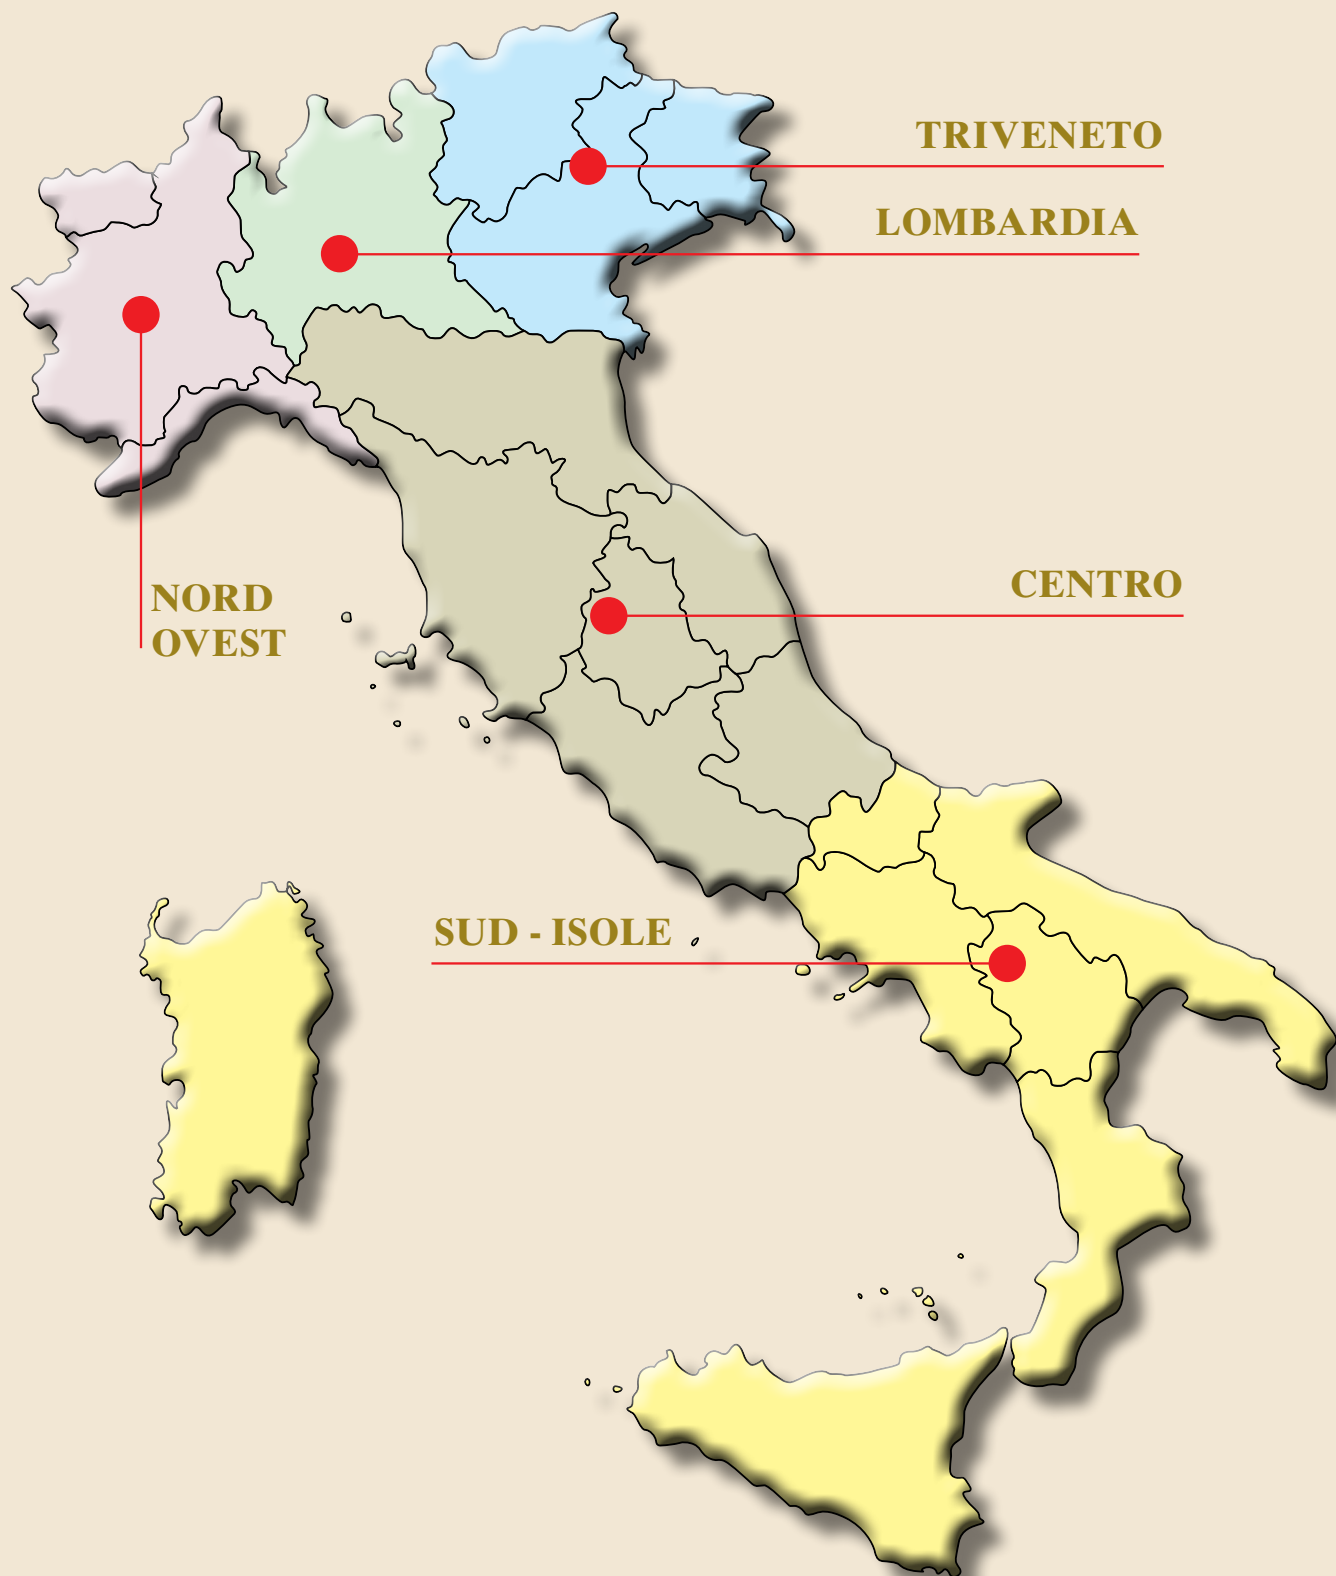 TRIVENETO
LOMBARDIA
NORD
OVEST
CENTRO
SUD - ISOLE